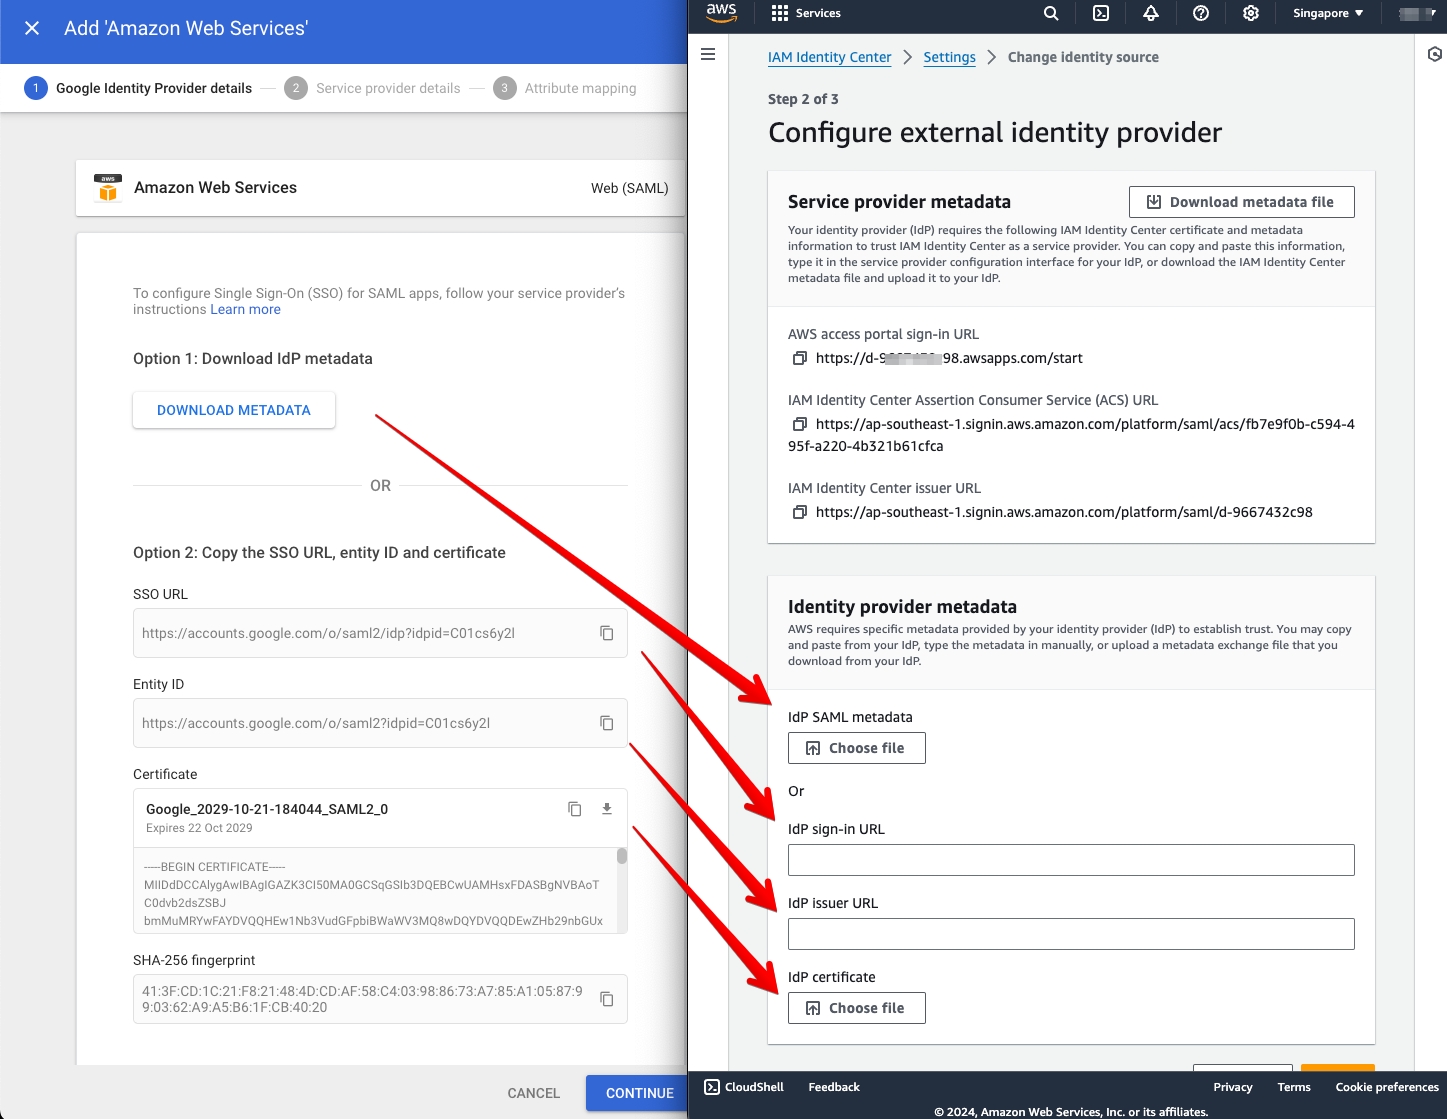 Add 'Amazon Web Services'
1 Google Identity Provider details
2 Service provider details
3 Attribute mapping
aws
Amazon Web Services
Web (SAML)
To configure Single Sign-On (SSO) for SAML apps, follow your service provider's
instructions Learn more
Option 1: Download IdP metadata
DOWNLOAD METADATA
OR
Option 2: Copy the SSO URL, entity ID and certificate
SSO URL
https://accounts.google.com/o/saml2/idp?idpid=C01cs6y2l
Entity ID
https://accounts.google.com/o/saml2?idpid=C01cs6y2l
Certificate
Google_2029-10-21-184044_SAML2_0
Expires 22 Oct 2029
-----BEGIN CERTIFICATE-----
MIIDdDCCAlygAwIBAgIGAZK3CI50MA0GCSqGSIb3DQEBCwUAMHsxFDASBgNVBAoT
C0dvb2dsZSBJ
bmMuMRYwFAYDVQQHEw1Nb3VudGFpbiBWaWV3MQ8wDQYDVQQDEwZHb29nbGUx
SHA-256 fingerprint
41:3F:CD:1C:21:F8:21:48:4D:CD:AF:58:C4:03:98:86:73:A7:85:A1:05:87:9
9:03:62:A9:A5:B6:1F:CB:40:20
CANCEL
CONTINUE
aws
Services
Singapore
IAM Identity Center > Settings > Change identity source
Step 2 of 3
Configure external identity provider
Service provider metadata
Download metadata file
Your identity provider (IdP) requires the following IAM Identity Center certificate and metadata
information to trust IAM Identity Center as a service provider. You can copy and paste this information,
type it in the service provider configuration interface for your IdP, or download the IAM Identity Center
metadata file and upload it to your IdP.
AWS access portal sign-in URL
https://d-9 98.awsapps.com/start
IAM Identity Center Assertion Consumer Service (ACS) URL
https://ap-southeast-1.signin.aws.amazon.com/platform/saml/acs/fb7e9f0b-c594-4
95f-a220-4b321b61cfca
IAM Identity Center issuer URL
https://ap-southeast-1.signin.aws.amazon.com/platform/saml/d-9667432c98
Identity provider metadata
AWS requires specific metadata provided by your identity provider (IdP) to establish trust. You may copy
and paste from your IdP, type the metadata in manually, or upload a metadata exchange file that you
download from your IdP.
IdP SAML metadata
Choose file
Or
IdP sign-in URL
IdP issuer URL
IdP certificate
Choose file
CloudShell
Feedback
Privacy
Terms
Cookie preferences
© 2024, Amazon Web Services, Inc. or its affiliates.